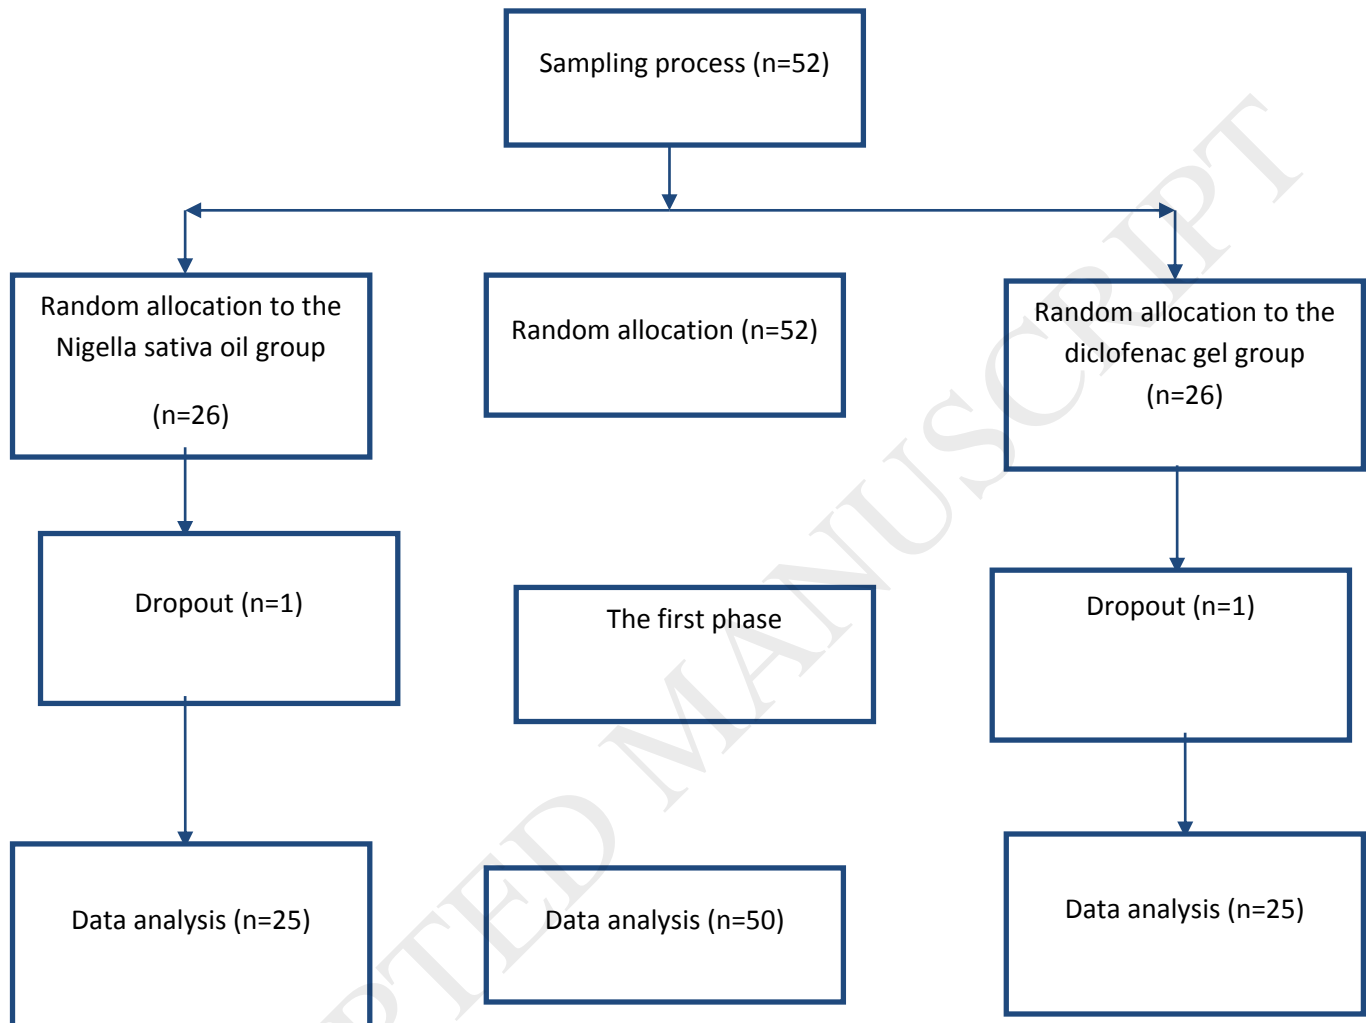 Sampling process (n=52)
Random allocation to the
Nigella sativa oil group
(n=26)
Random allocation (n=52)
Random allocation to the
diclofenac gel group
(n=26)
Dropout (n=1)
The first phase
Dropout (n=1)
Data analysis (n=25)
Data analysis (n=50)
Data analysis (n=25)
PTED MANUSCRIPT